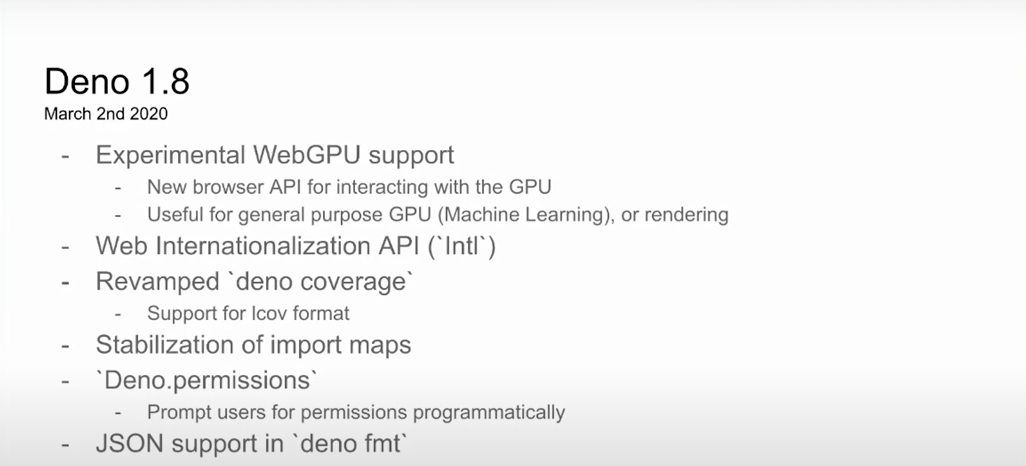 Deno 1.8
March 2nd 2020
- Experimental WebGPU support
- New browser API for interacting with the GPU
- Useful for general purpose GPU (Machine Learning), or rendering
- Web Internationalization API (`Intl`)
- Revamped `deno coverage`
- Support for lcov format
- Stabilization of import maps
- `Deno.permissions`
- Prompt users for permissions programmatically
- JSON support in `deno fmt`